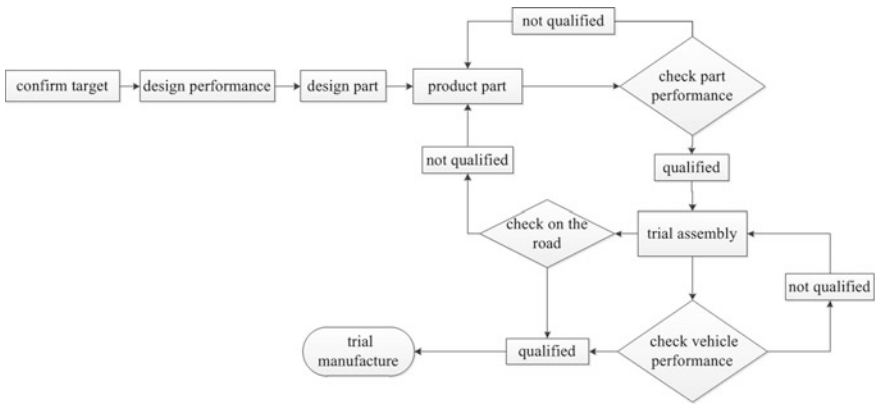 not qualified
confirm target
design performance
design part
product part
check part
performance
not qualified
qualified
check on the
road
trial assembly
not qualified
trial
manufacture
qualified
check vehicle
performance